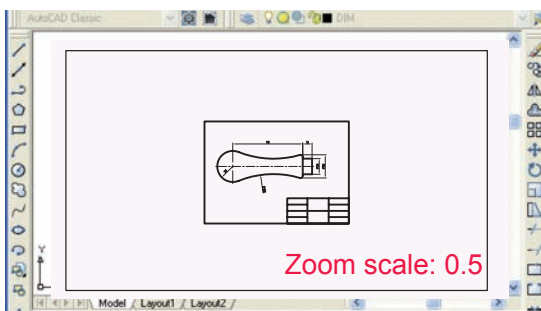 AutoCAD Classic
DIM
Zoom scale: 0.5
Y
Model / Layout1 / Layout2 /